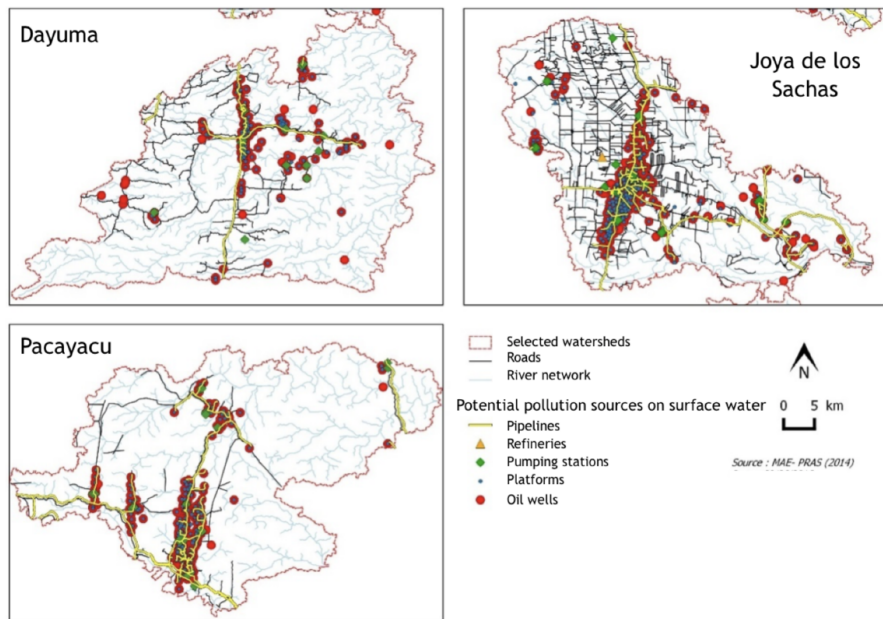 Dayuma
Joya de los
Sachas
Pacayacu
Selected watersheds
Roads
River network
Potential pollution sources on surface water
Pipelines
Refineries
Pumping stations
Platforms
Oil wells
N
0 5 km
Source : MAE- PRAS (2014)